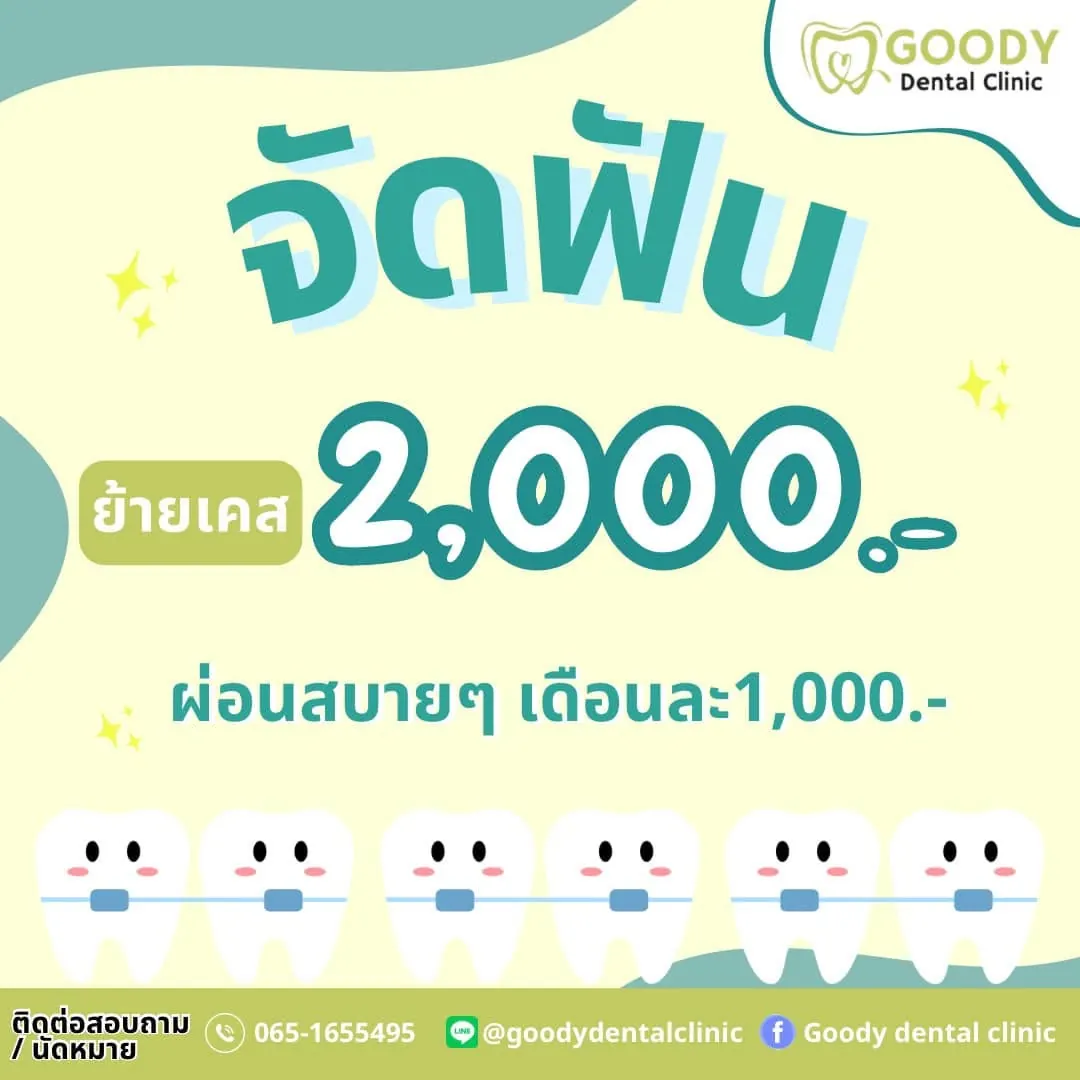 GOODY
Dental Clinic
จัดฟัน
ย้ายเคส 2,000.-
ผ่อนสบายๆ เดือนละ1,000.-
ติดต่อสอบถาม
/ นัดหมาย
065-1655495 LINE @goodydentalclinic f Goody dental clinic